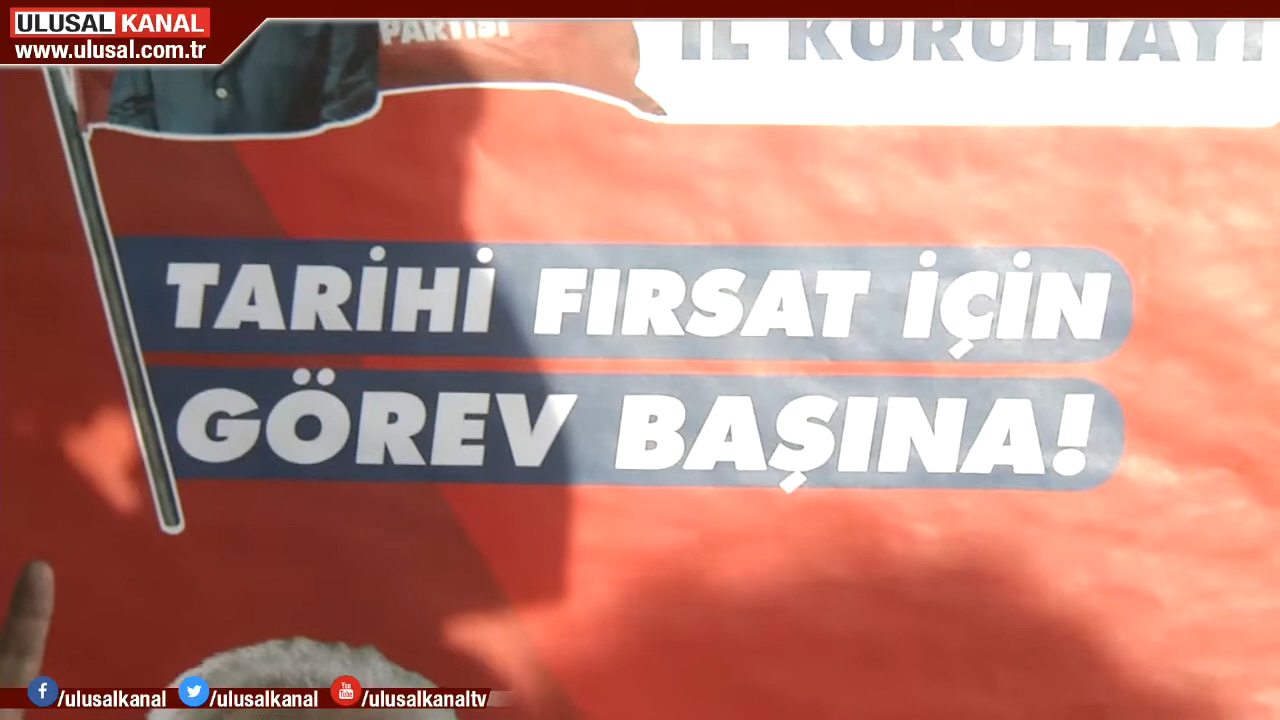 ULUSAL KANAL
www.ulusal.com.tr
PARTİSİ
İL KURULTAYI
TARİHİ FIRSAT İÇİN
GÖREV BAŞINA!
/ulusalkanal /ulusalkanal /ulusalkanaltv